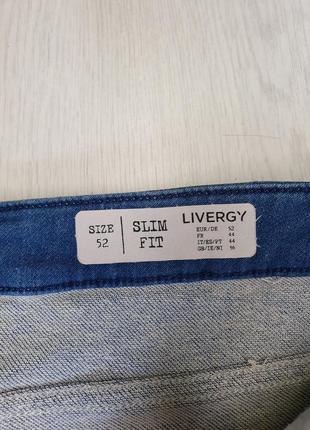 SIZE
52
SLIM
FIT
LIVERGY
EUR/DE 52
FR 44
IT/ES/PT 44
GB/IE/NI 36